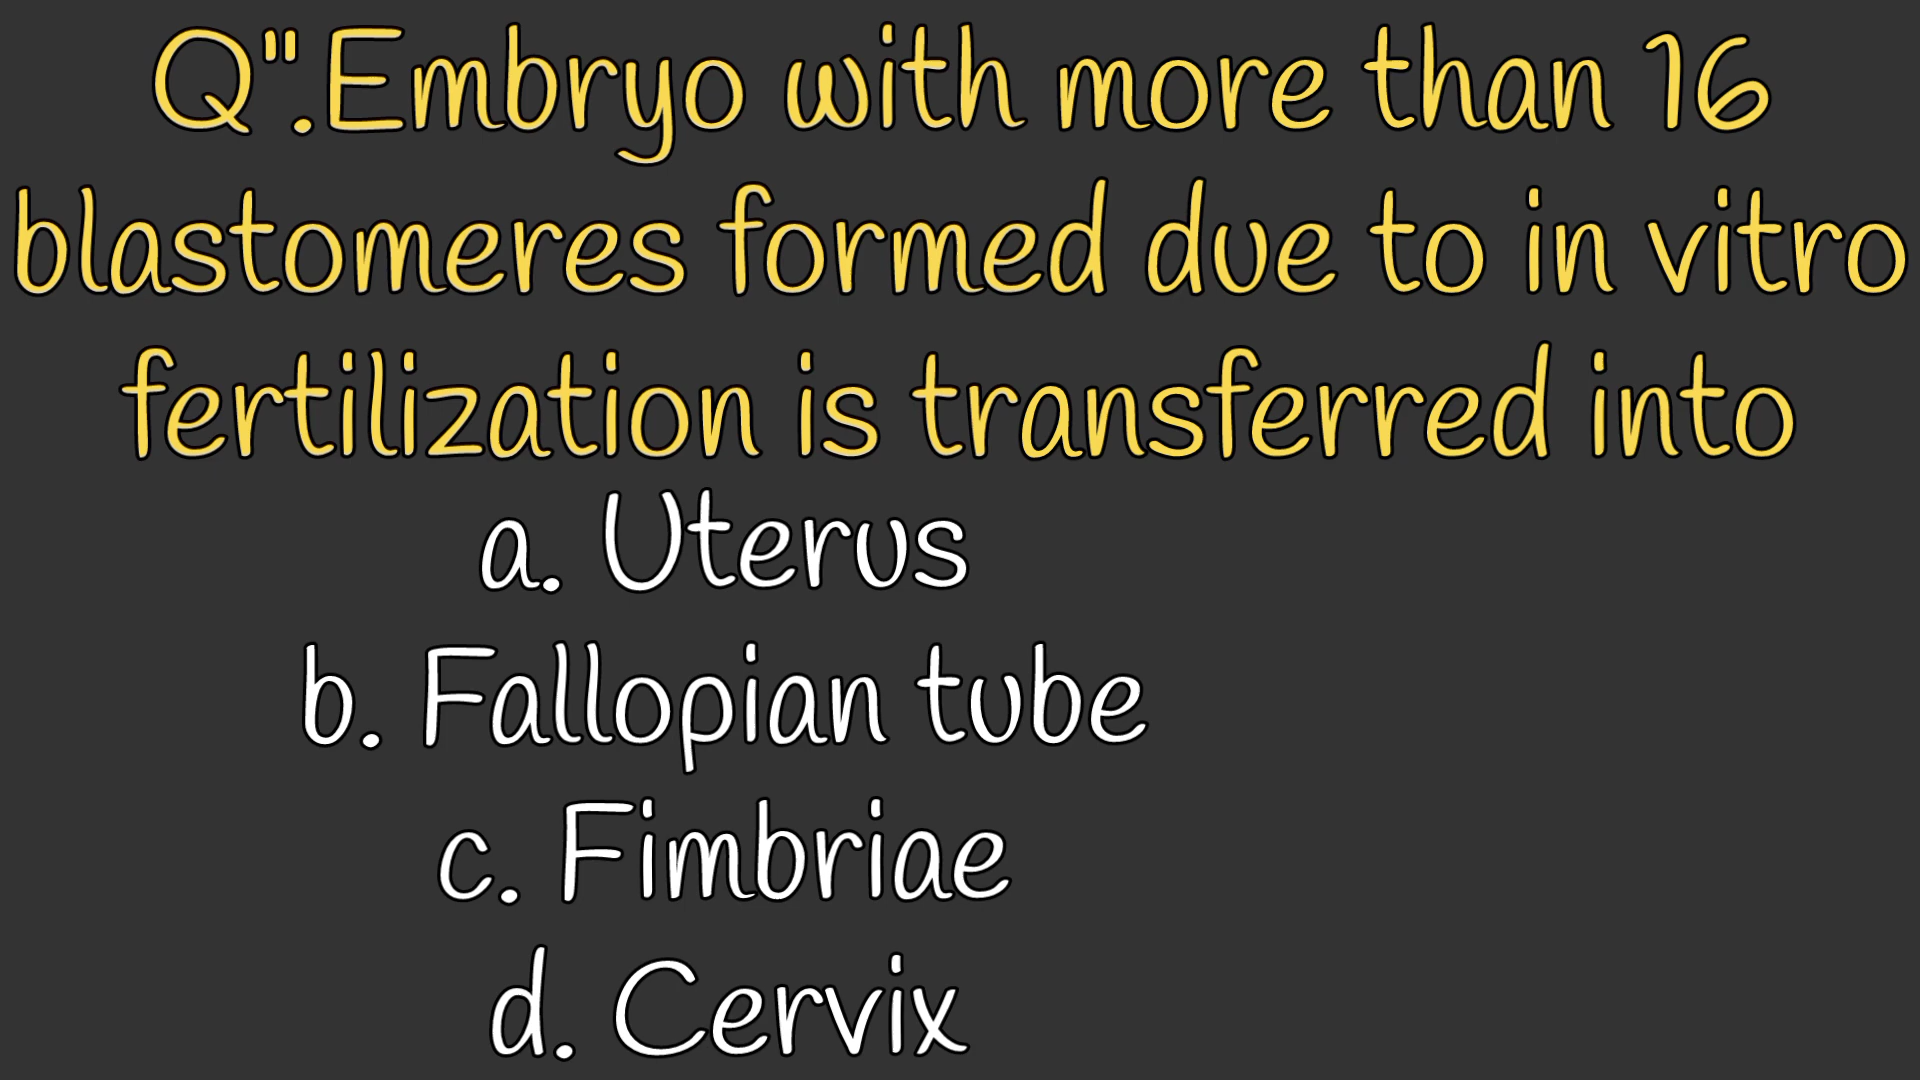 Q".Embryo with more than 16
blastomeres formed due to in vitro
fertilization is transferred into
a. Uterus
b. Fallopian tube
c. Fimbriae
d. Cervix